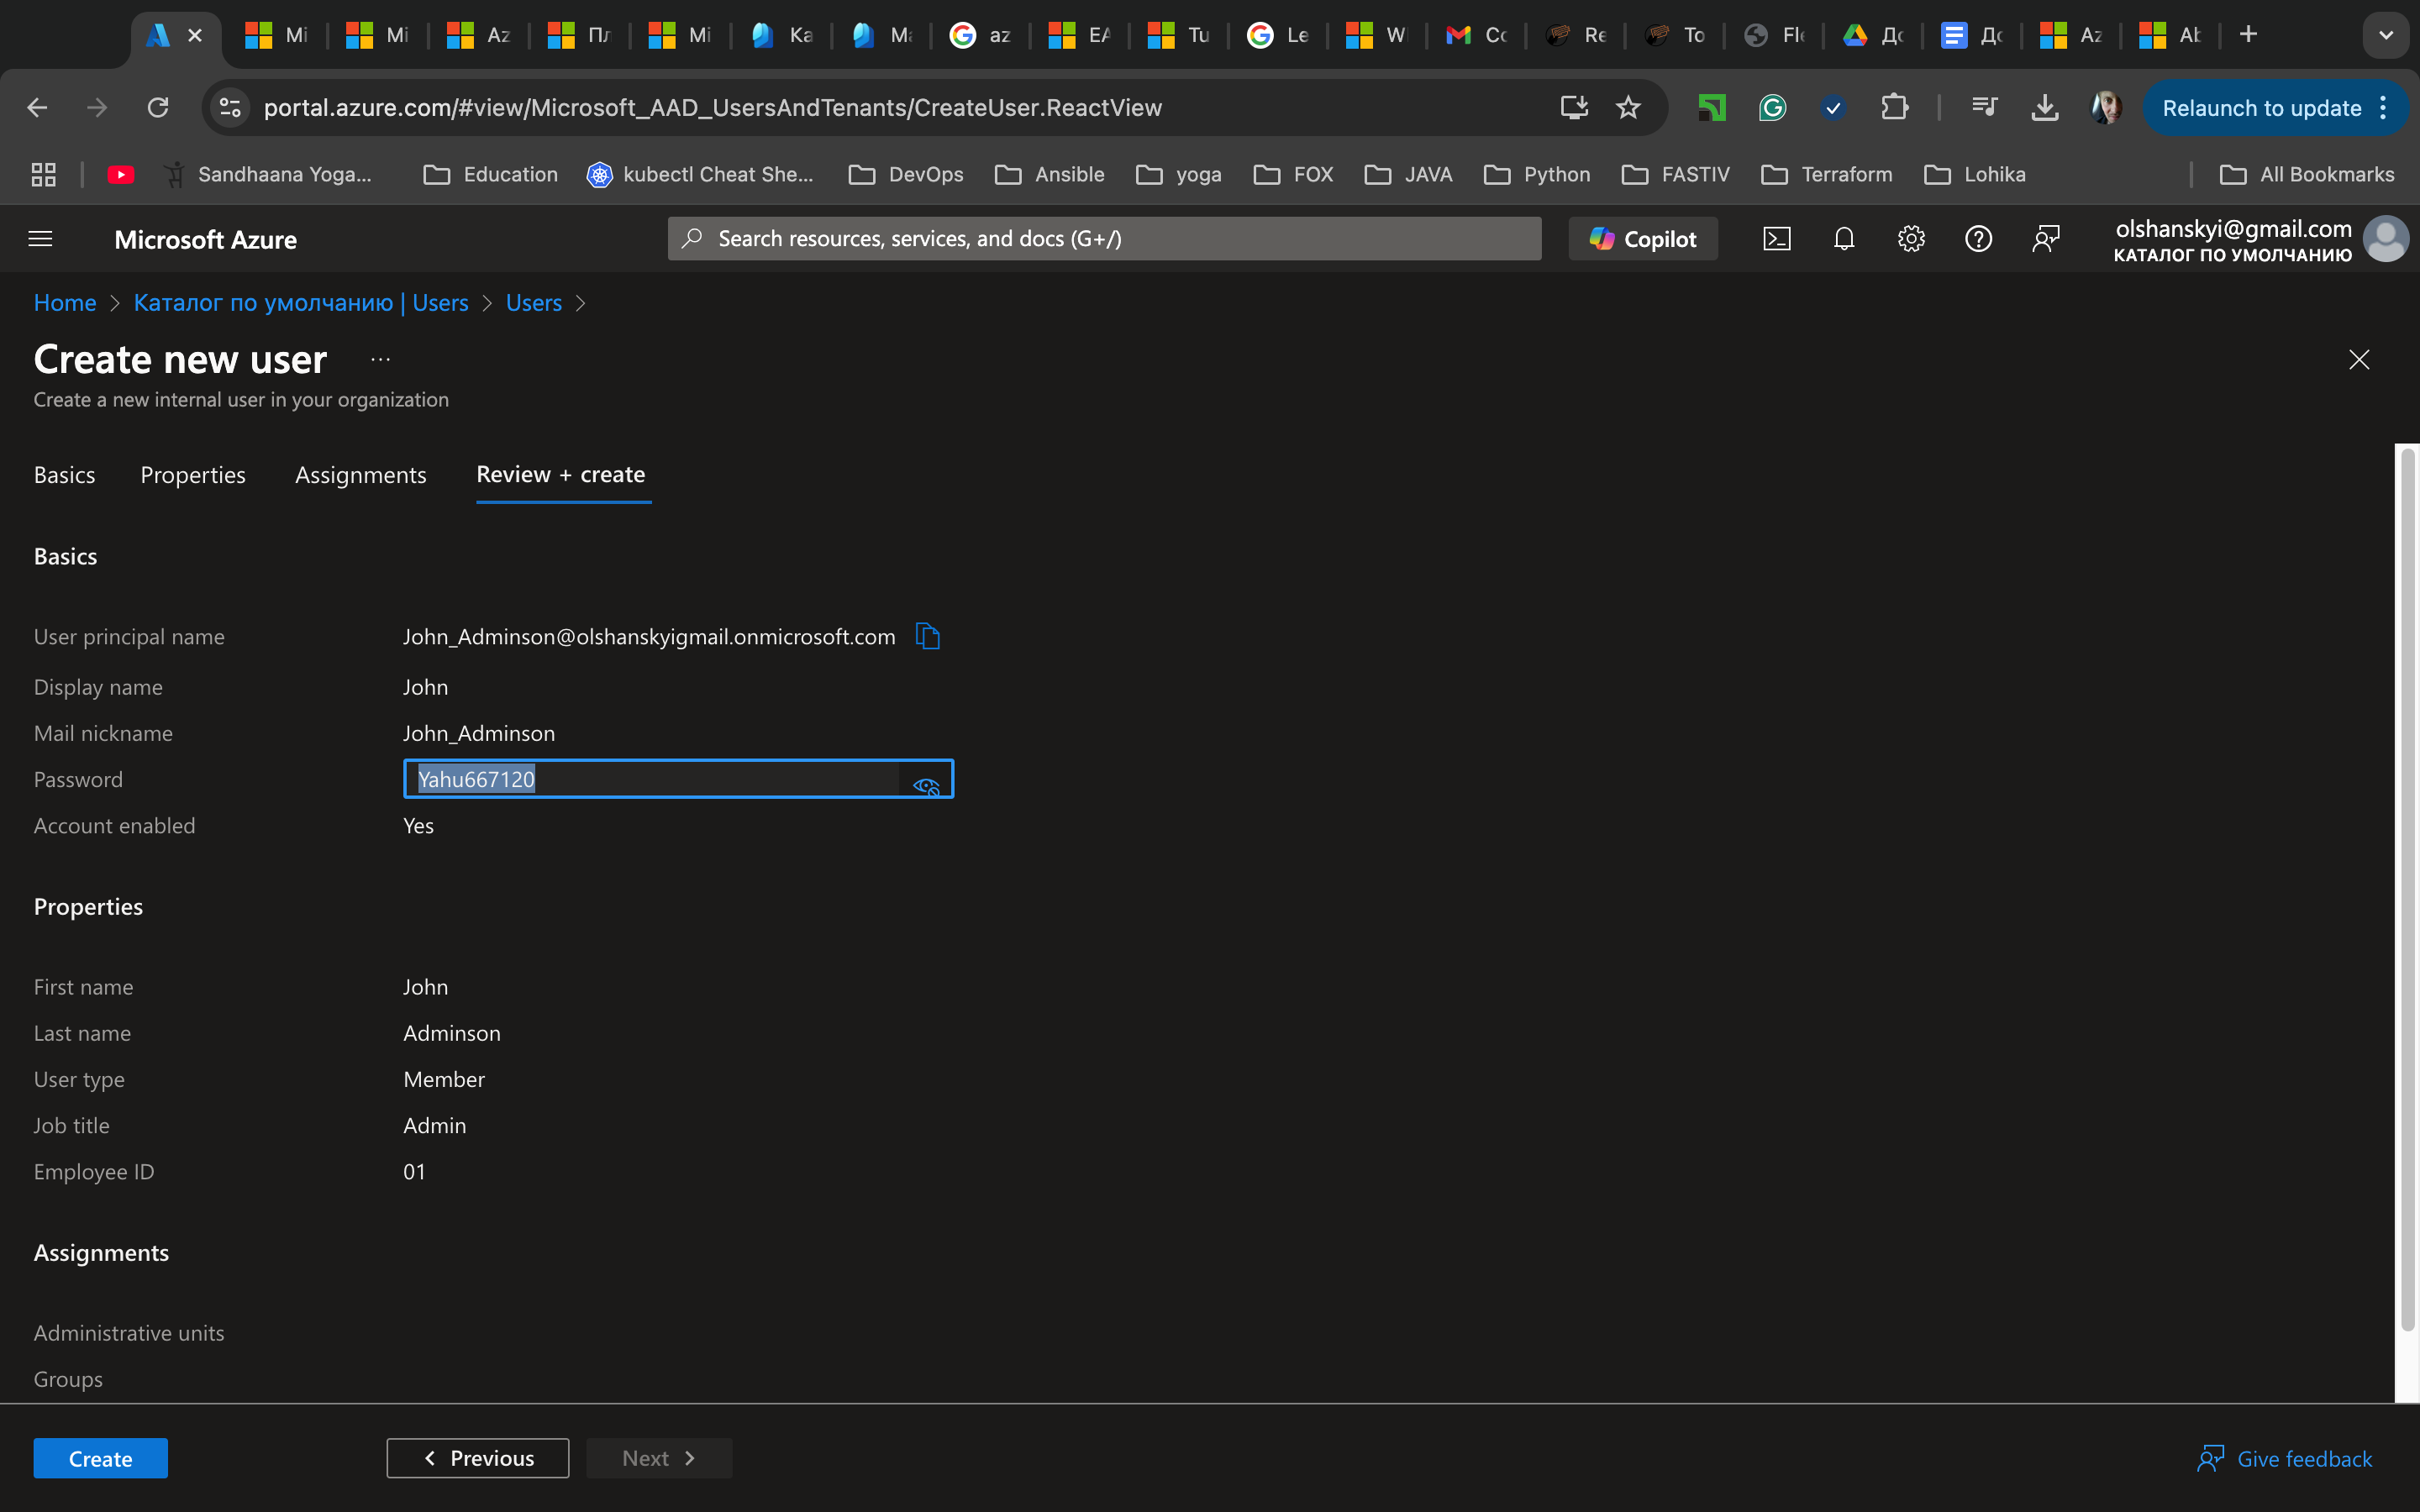 Mi
Mi
Az
Пл
Mi
Ka
Ma
az
EA
Tu
Le
W
Co
Re
To
Fle
До
До
Az
Ab
portal.azure.com/#view/Microsoft_AAD_UsersAndTenants/CreateUser.ReactView
Relaunch to update
Sandhaana Yoga...
Education
kubectl Cheat She...
DevOps
Ansible
yoga
FOX
JAVA
Python
FASTIV
Terraform
Lohika
All Bookmarks
Microsoft Azure
Search resources, services, and docs (G+/)
Copilot
olshanskyi@gmail.com
КАТАЛОГ ПО УМОЛЧАНИЮ
Home > Каталог по умолчанию | Users > Users >
Create new user ...
Create a new internal user in your organization
Basics Properties Assignments Review + create
Basics
User principal name John_Adminson@olshanskyigmail.onmicrosoft.com
Display name John
Mail nickname John_Adminson
Password Yahu667120
Account enabled Yes
Properties
First name John
Last name Adminson
User type Member
Job title Admin
Employee ID 01
Assignments
Administrative units
Groups
Create
< Previous
Next >
Give feedback